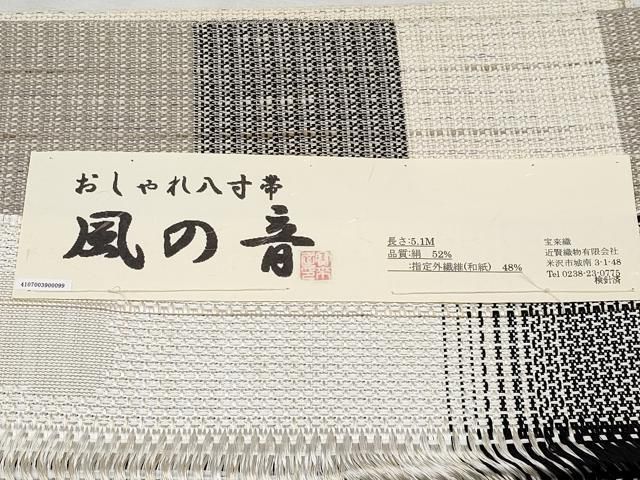 おしゃれ八寸帯
風の音
4107003900099
長さ:5.1M
品質:絹 52%
:指定外繊維(和紙) 48%
宝来織
近賢織物有限会社
米沢市城南 3-1-48
Tel 0238-23-0775
検針済